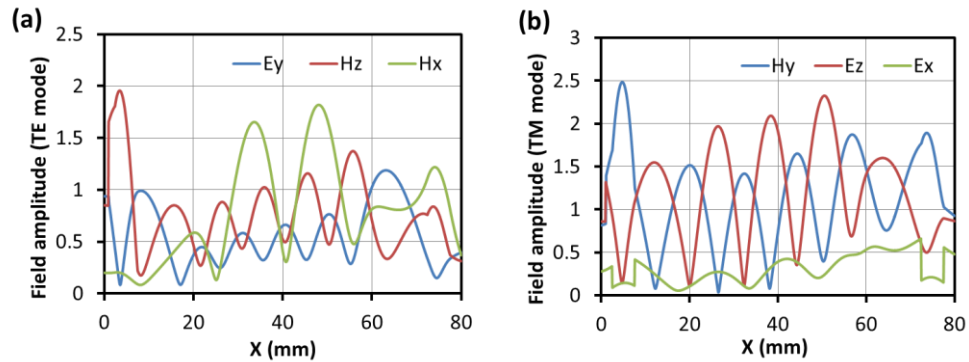 (a)
Field amplitude (TE mode)
2.5
2
1.5
1
0.5
0
Ey Hz Hx
0 20 40 60 80
X (mm)
(b)
Field amplitude (TM mode)
3
2.5
2
1.5
1
0.5
0
Hy Ez Ex
0 20 40 60 80
X (mm)